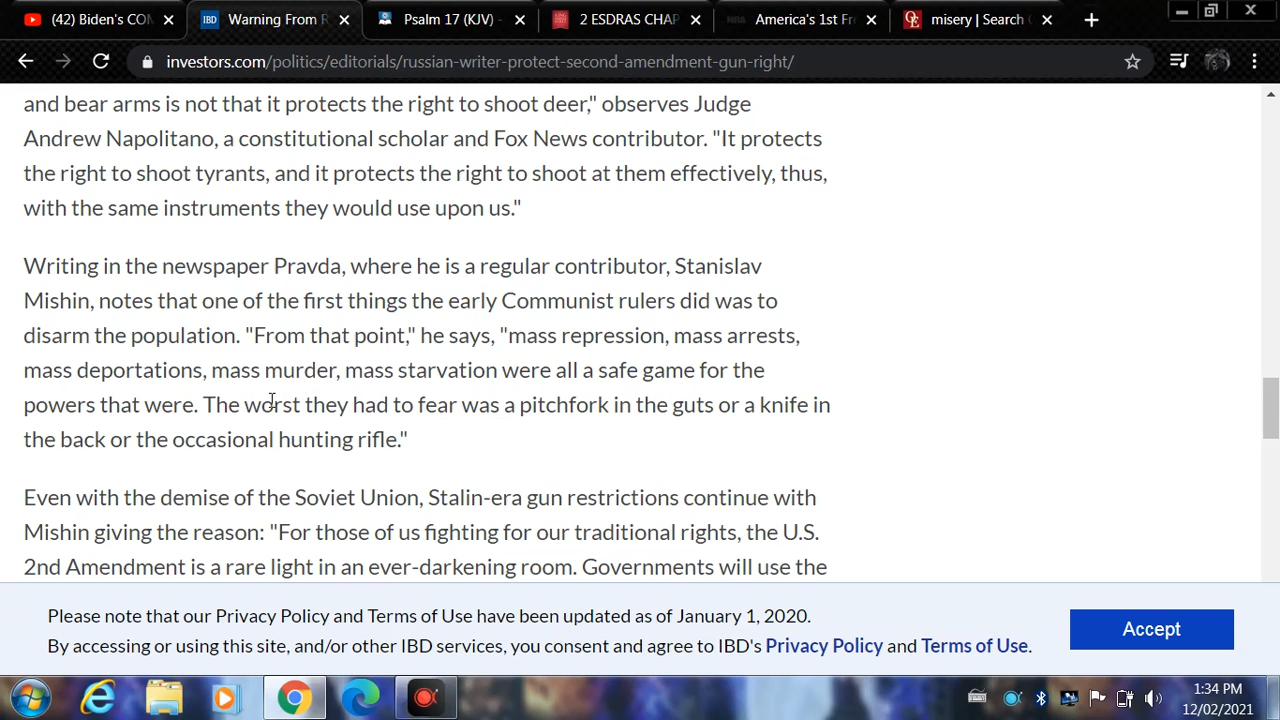 (42) Biden's CON
Warning From R
Psalm 17 (KJV) -
2 ESDRAS CHAP
America's 1st Fr
misery | Search
investors.com/politics/editorials/russian-writer-protect-second-amendment-gun-right/
and bear arms is not that it protects the right to shoot deer," observes Judge
Andrew Napolitano, a constitutional scholar and Fox News contributor. "It protects
the right to shoot tyrants, and it protects the right to shoot at them effectively, thus,
with the same instruments they would use upon us."
Writing in the newspaper Pravda, where he is a regular contributor, Stanislav
Mishin, notes that one of the first things the early Communist rulers did was to
disarm the population. "From that point," he says, "mass repression, mass arrests,
mass deportations, mass murder, mass starvation were all a safe game for the
powers that were. The worst they had to fear was a pitchfork in the guts or a knife in
the back or the occasional hunting rifle."
Even with the demise of the Soviet Union, Stalin-era gun restrictions continue with
Mishin giving the reason: "For those of us fighting for our traditional rights, the U.S.
2nd Amendment is a rare light in an ever-darkening room. Governments will use the
Please note that our Privacy Policy and Terms of Use have been updated as of January 1, 2020.
By accessing or using this site, and/or other IBD services, you consent and agree to IBD's Privacy Policy and Terms of Use.
Accept
1:34 PM
12/02/2021